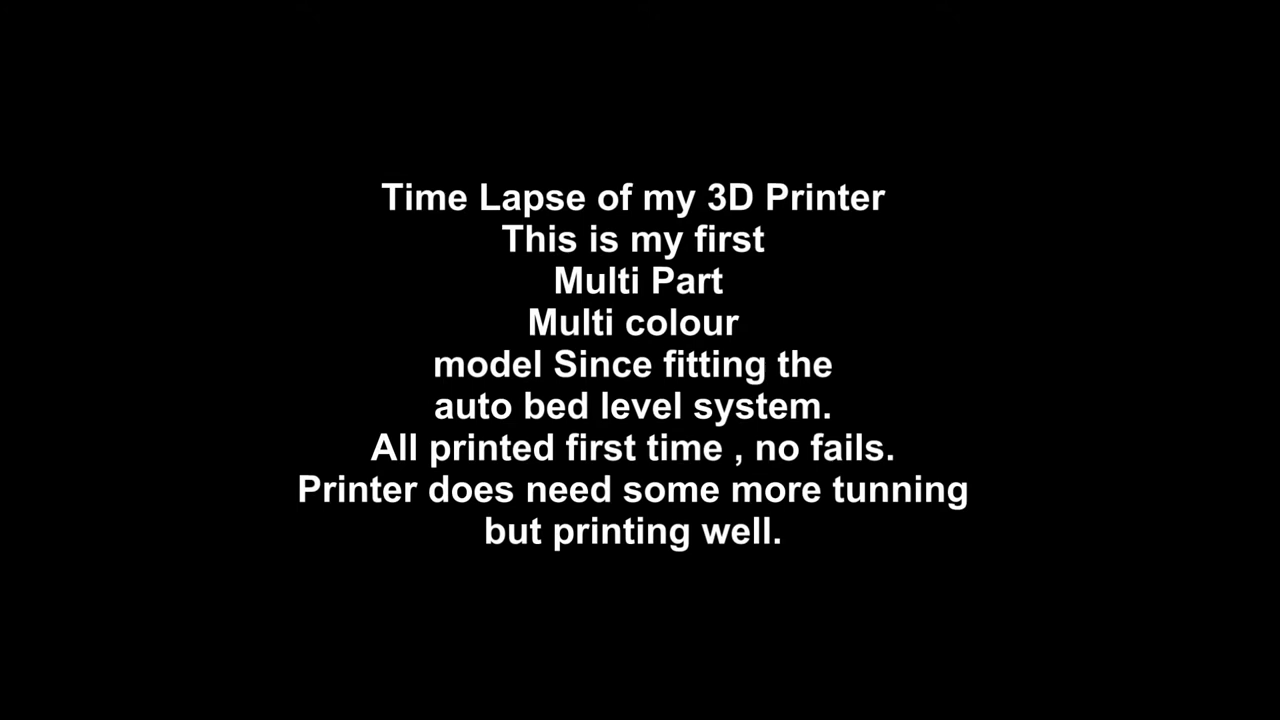 Time Lapse of my 3D Printer
This is my first
Multi Part
Multi colour
model Since fitting the
auto bed level system.
All printed first time , no fails.
Printer does need some more tunning
but printing well.